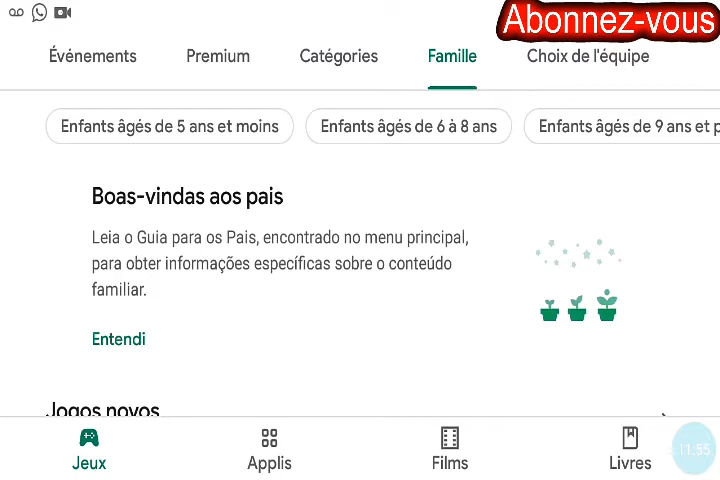 Abonnez-vous
Événements Premium Catégories Famille Choix de l'équipe
Enfants âgés de 5 ans et moins Enfants âgés de 6 à 8 ans Enfants âgés de 9 ans et p
Boas-vindas aos pais
Leia o Guia para os Pais, encontrado no menu principal,
para obter informações específicas sobre o conteúdo
familiar.
Entendi
Jogos novos
Jeux Applis Films Livres
11:55